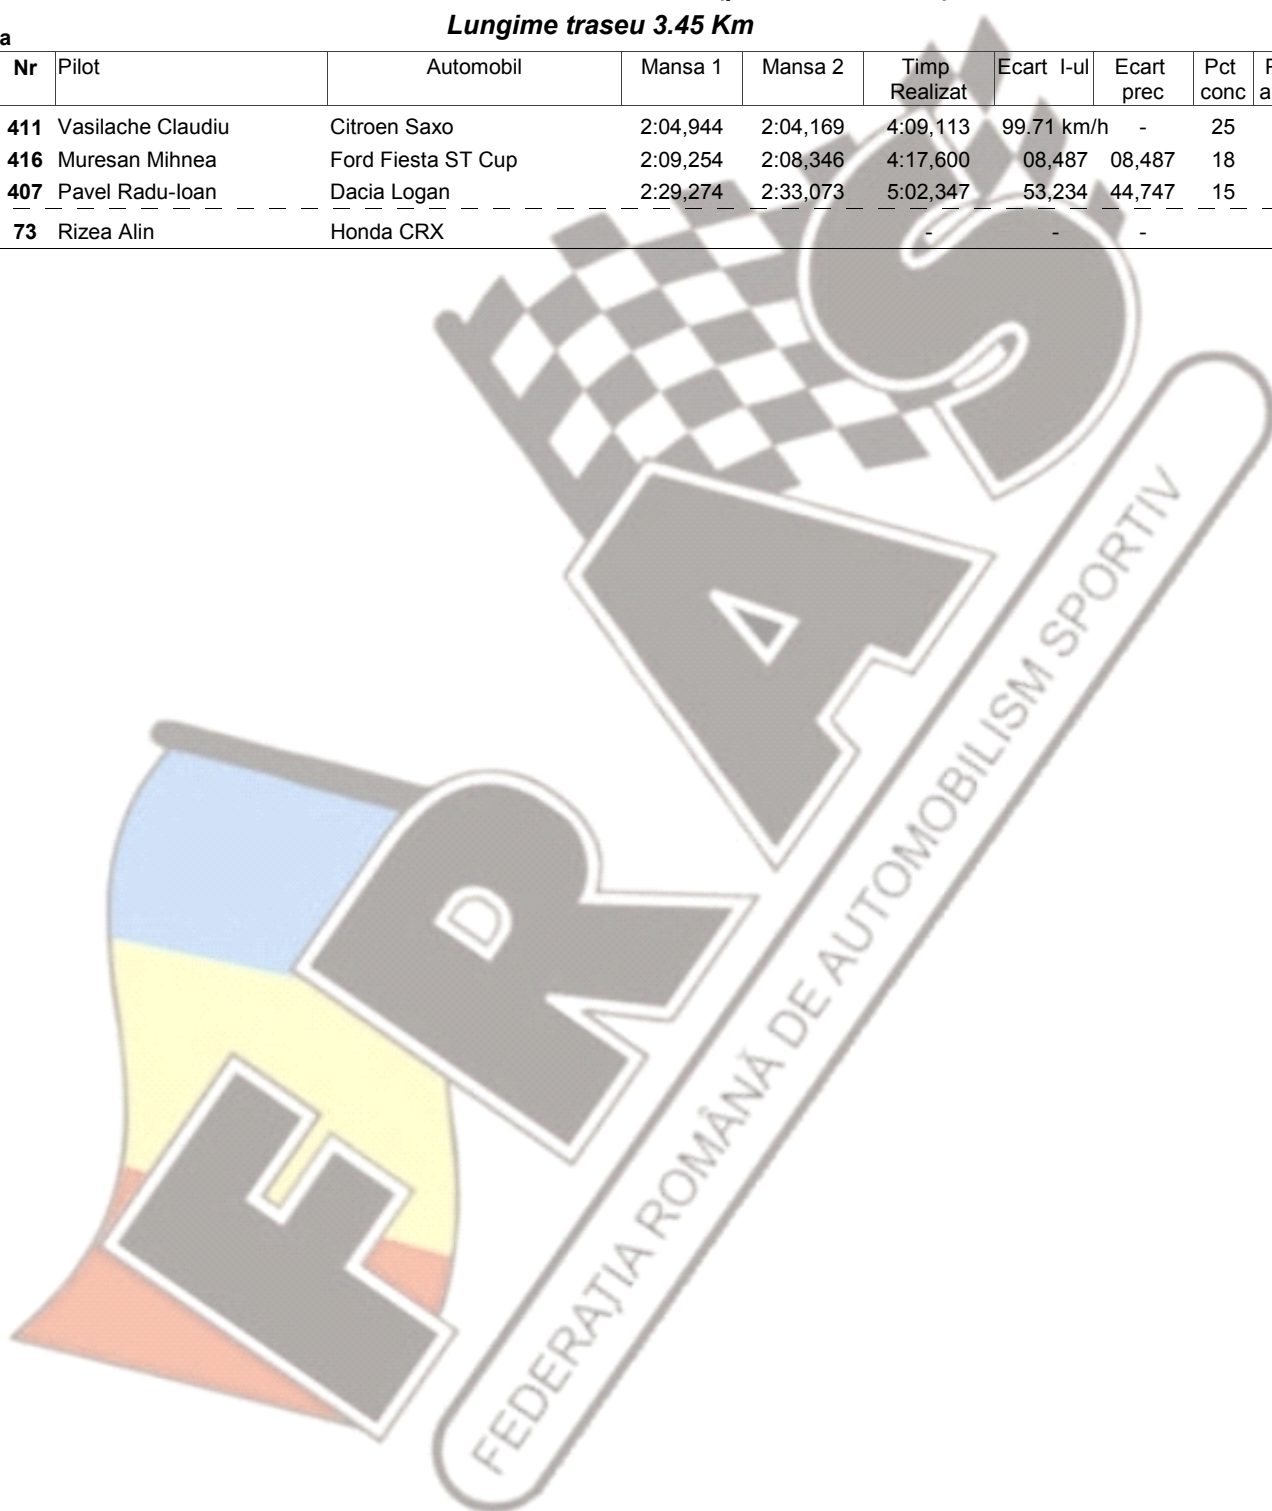 Lungime traseu 3.45 Km
a
Nr Pilot Automobil Mansa 1 Mansa 2 Timp Realizat Ecart I-ul Ecart prec Pct conc
411 Vasilache Claudiu Citroen Saxo 2:04,944 2:04,169 4:09,113 99.71 km/h - 25
416 Muresan Mihnea Ford Fiesta ST Cup 2:09,254 2:08,346 4:17,600 08,487 08,487 18
407 Pavel Radu-Ioan Dacia Logan 2:29,274 2:33,073 5:02,347 53,234 44,747 15
73 Rizea Alin Honda CRX - - -
FRAS
D
FEDERAȚIA ROMÂNĂ DE AUTOMOBILISM SPORTIV